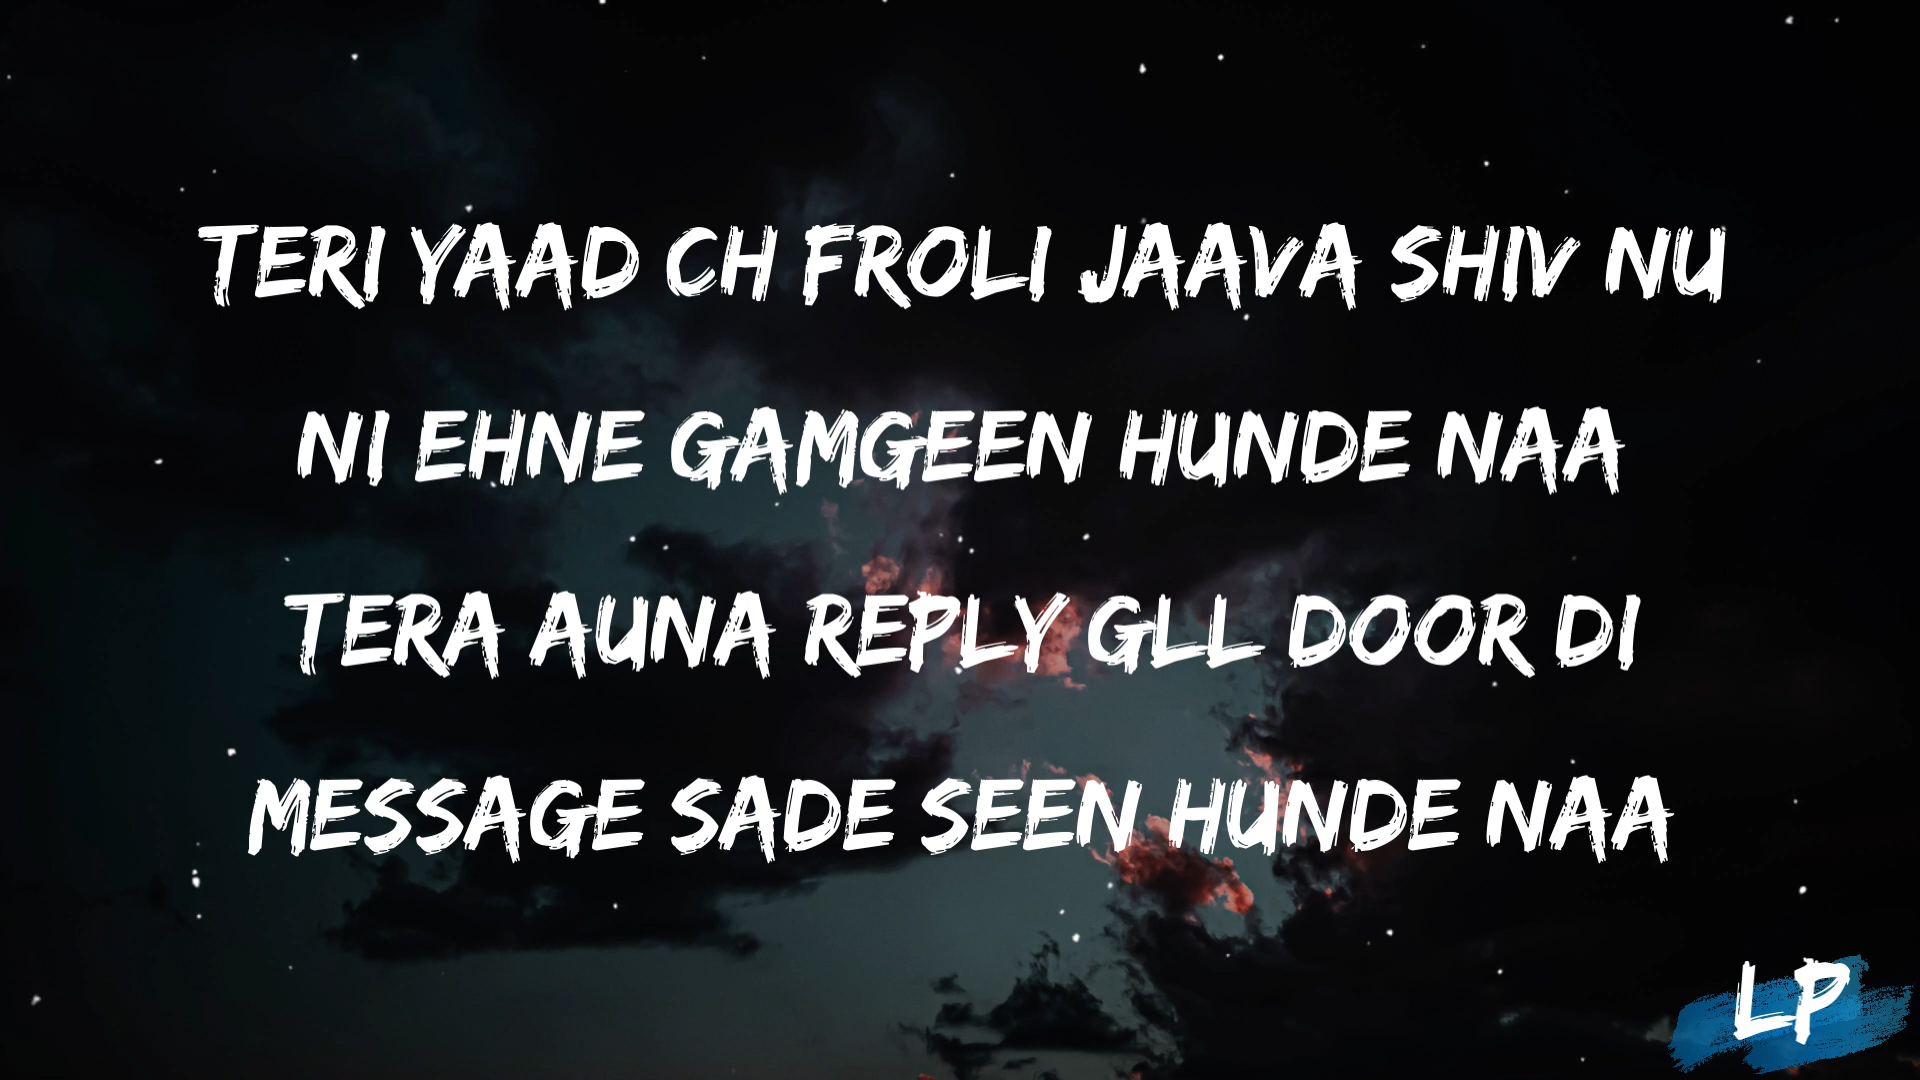 TERI YAAD CH FROLI JAAVA SHIV NU
NI EHNE GAMGEEN HUNDE NAA
TERA AUNA REPLY GLL DOOR DI
MESSAGE SADE SEEN HUNDE NAA
LP